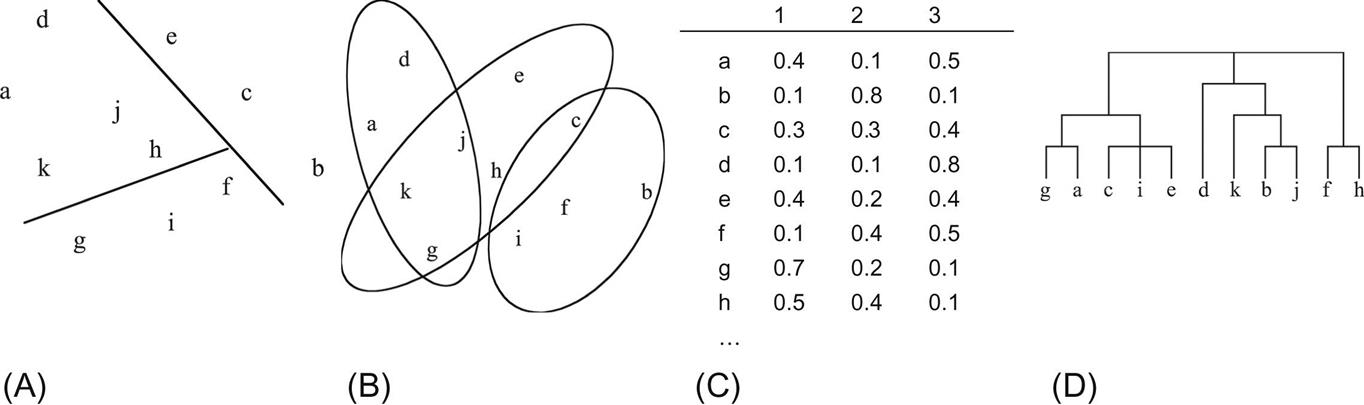 d
e
a
j
c
h
k
f
b
i
g
(A)
d
e
a
j
c
h
k
b
f
i
g
(B)
1 2 3
a 0.4 0.1 0.5
b 0.1 0.8 0.1
c 0.3 0.3 0.4
d 0.1 0.1 0.8
e 0.4 0.2 0.4
f 0.1 0.4 0.5
g 0.7 0.2 0.1
h 0.5 0.4 0.1
...
(C)
g a c i e d k b j f h
(D)